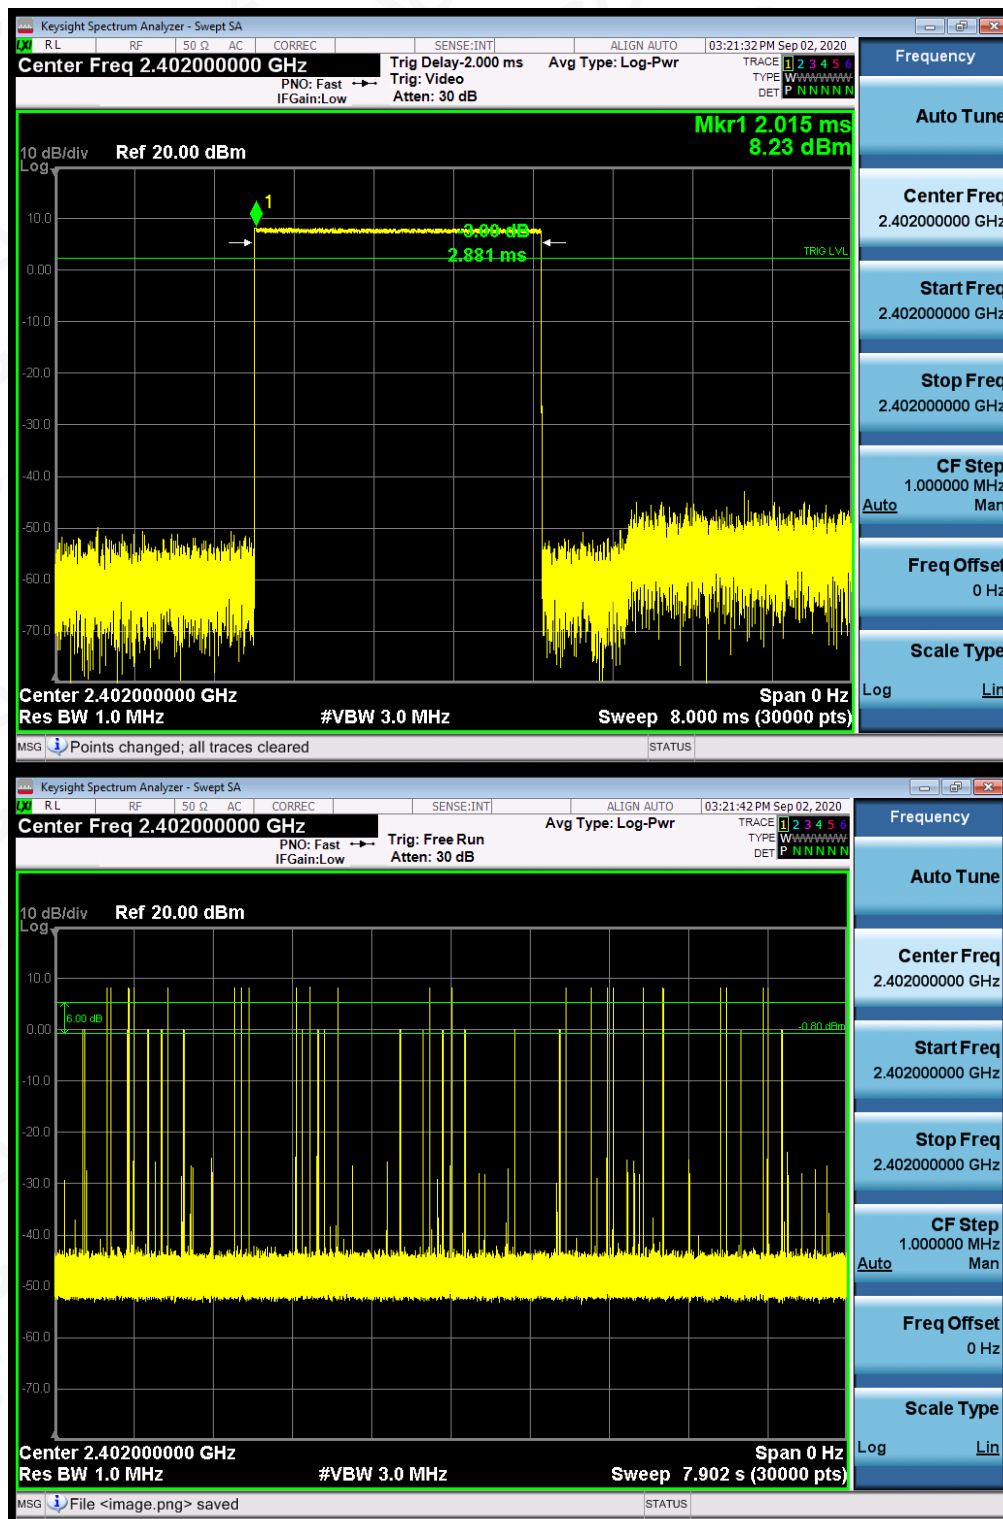 Keysight Spectrum Analyzer - Swept SA
LXI RL RF 50 Ω AC CORREC SENSE:INT ALIGN AUTO 03:21:32 PM Sep 02, 2020
Center Freq 2.402000000 GHz
PNO: Fast
IFGain:Low
Trig Delay-2.000 ms
Trig: Video
Atten: 30 dB
Avg Type: Log-Pwr
TRACE 1 2 3 4 5 6
TYPE WWWWWW
DET P N N N N N
Mkr1 2.015 ms
8.23 dBm
10 dB/div Ref 20.00 dBm
Log
1
10.0
-3.00 dB
2.881 ms
TRIG LVL
0.00
-10.0
-20.0
-30.0
-40.0
-50.0
-60.0
-70.0
Center 2.402000000 GHz Span 0 Hz
Res BW 1.0 MHz #VBW 3.0 MHz Sweep 8.000 ms (30000 pts)
MSG Points changed; all traces cleared STATUS
Frequency
Auto Tune
Center Freq
2.402000000 GHz
Start Freq
2.402000000 GHz
Stop Freq
2.402000000 GHz
CF Step
1.000000 MHz
Auto Man
Freq Offset
0 Hz
Scale Type
Log Lin
Keysight Spectrum Analyzer - Swept SA
LXI RL RF 50 Ω AC CORREC SENSE:INT ALIGN AUTO 03:21:42 PM Sep 02, 2020
Center Freq 2.402000000 GHz
PNO: Fast
IFGain:Low
Trig: Free Run
Atten: 30 dB
Avg Type: Log-Pwr
TRACE 1 2 3 4 5 6
TYPE WWWWWW
DET P N N N N N
10 dB/div Ref 20.00 dBm
Log
10.0
6.00 dB
0.00
-0.80 dBm
-10.0
-20.0
-30.0
-40.0
-50.0
-60.0
-70.0
Center 2.402000000 GHz Span 0 Hz
Res BW 1.0 MHz #VBW 3.0 MHz Sweep 7.902 s (30000 pts)
MSG File <image.png> saved STATUS
Frequency
Auto Tune
Center Freq
2.402000000 GHz
Start Freq
2.402000000 GHz
Stop Freq
2.402000000 GHz
CF Step
1.000000 MHz
Auto Man
Freq Offset
0 Hz
Scale Type
Log Lin